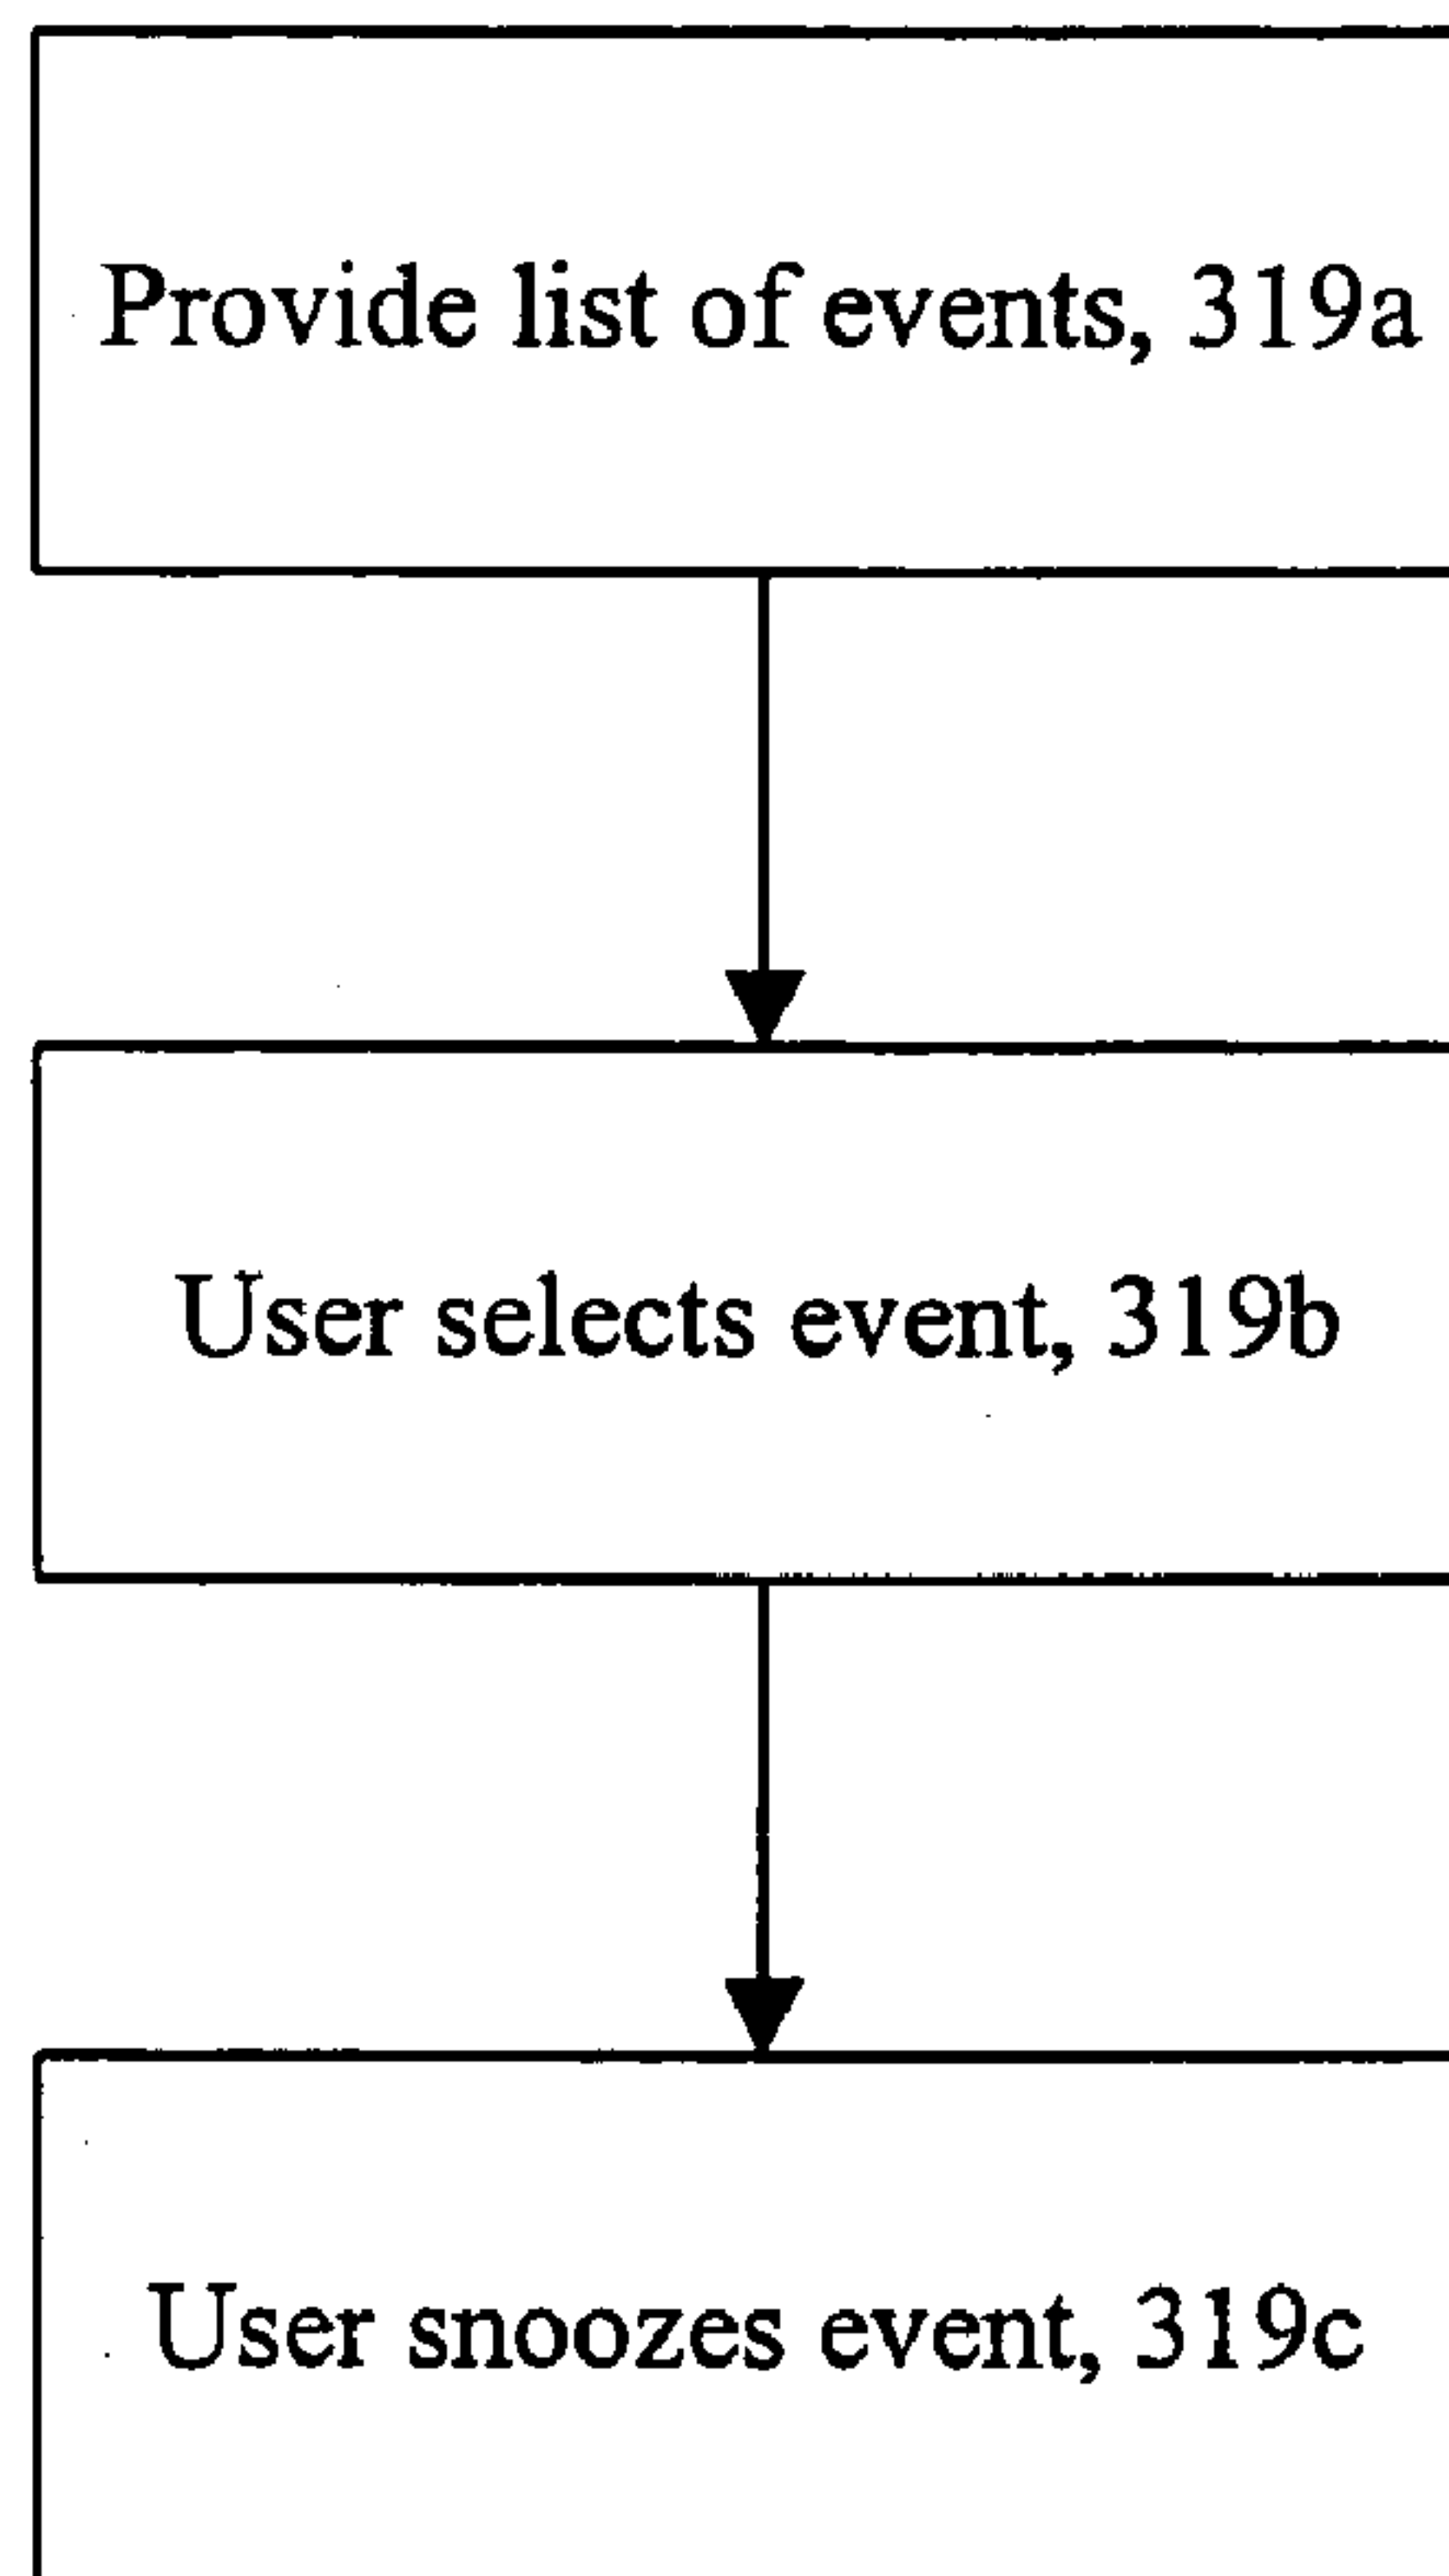 Provide list of events, 319a
User selects event, 319b
User snoozes event, 319c